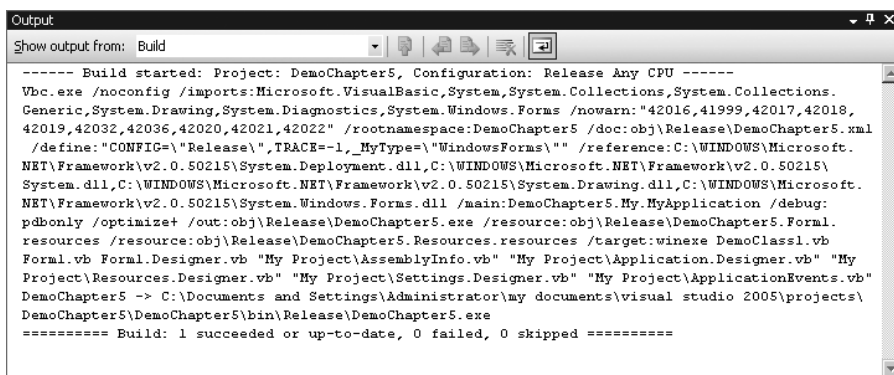 Output
Show output from: Build
------ Build started: Project: DemoChapter5, Configuration: Release Any CPU ------
Vbc.exe /noconfig /imports:Microsoft.VisualBasic,System,System.Collections,System.Collections.
Generic,System.Drawing,System.Diagnostics,System.Windows.Forms /nowarn:"42016,41999,42017,42018,
42019,42032,42036,42020,42021,42022" /rootnamespace:DemoChapter5 /doc:obj\Release\DemoChapter5.xml
/define:"CONFIG=\"Release\",TRACE=-1,_MyType=\"WindowsForms\"" /reference:C:\WINDOWS\Microsoft.
NET\Framework\v2.0.50215\System.Deployment.dll,C:\WINDOWS\Microsoft.NET\Framework\v2.0.50215\
System.dll,C:\WINDOWS\Microsoft.NET\Framework\v2.0.50215\System.Drawing.dll,C:\WINDOWS\Microsoft.
NET\Framework\v2.0.50215\System.Windows.Forms.dll /main:DemoChapter5.My.MyApplication /debug:
pdbonly /optimize+ /out:obj\Release\DemoChapter5.exe /resource:obj\Release\DemoChapter5.Form1.
resources /resource:obj\Release\DemoChapter5.Resources.resources /target:winexe DemoClass1.vb
Form1.vb Form1.Designer.vb "My Project\AssemblyInfo.vb" "My Project\Application.Designer.vb" "My
Project\Resources.Designer.vb" "My Project\Settings.Designer.vb" "My Project\ApplicationEvents.vb"
DemoChapter5 -> C:\Documents and Settings\Administrator\my documents\visual studio 2005\projects\
DemoChapter5\DemoChapter5\bin\Release\DemoChapter5.exe
========== Build: 1 succeeded or up-to-date, 0 failed, 0 skipped ==========